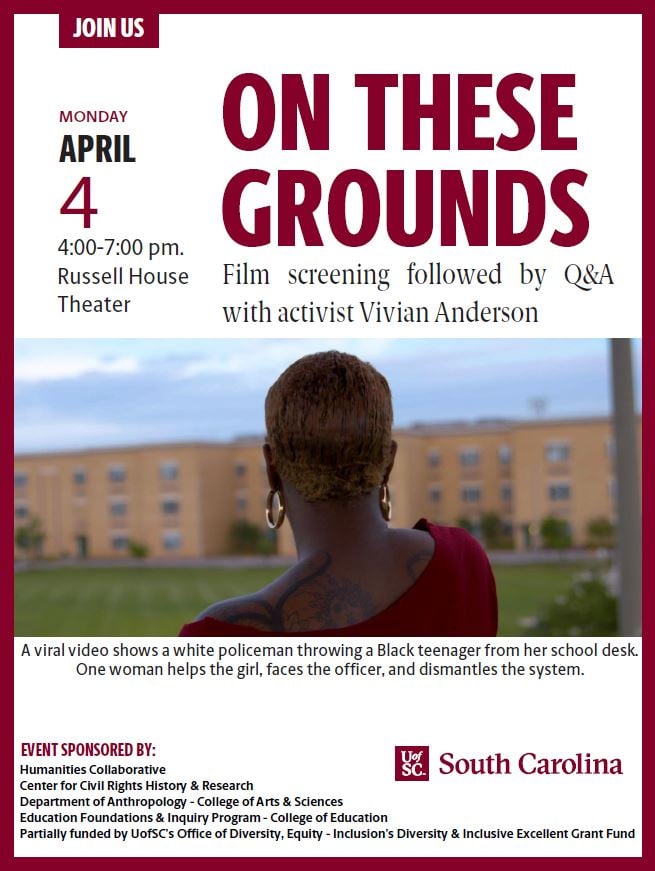 JOIN US
MONDAY
APRIL
4
4:00-7:00 pm.
Russell House
Theater
ON THESE
GROUNDS
Film screening followed by Q&A
with activist Vivian Anderson
A viral video shows a white policeman throwing a Black teenager from her school desk.
One woman helps the girl, faces the officer, and dismantles the system.
EVENT SPONSORED BY:
Humanities Collaborative
Center for Civil Rights History & Research
Department of Anthropology - College of Arts & Sciences
Education Foundations & Inquiry Program - College of Education
Partially funded by UofSC's Office of Diversity, Equity - Inclusion's Diversity & Inclusive Excellent Grant Fund
Uof
SC
South Carolina